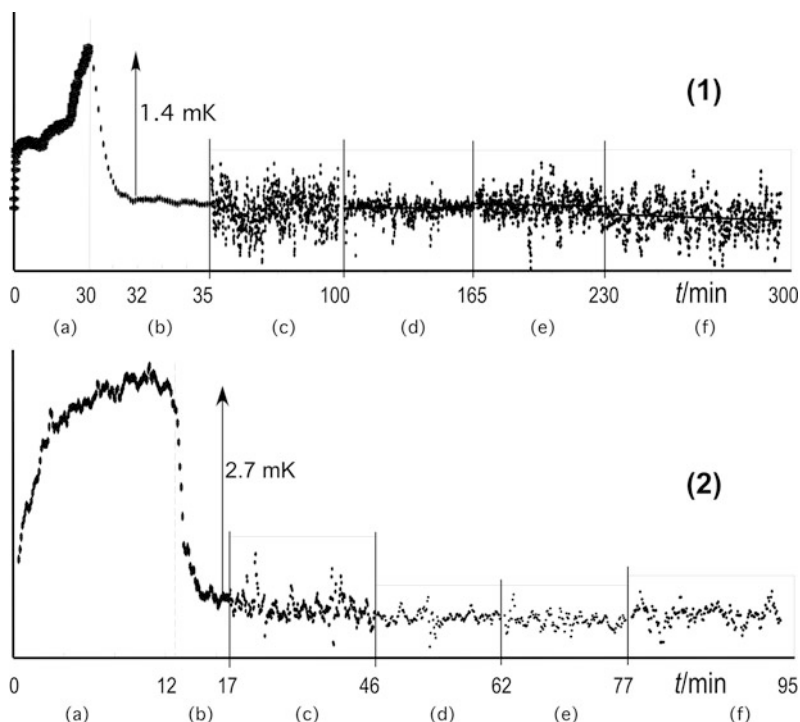 (1)
1.4 mK
0 30 32 35 100 165 230 t/min 300
(a) (b) (c) (d) (e) (f)
(2)
2.7 mK
0 12 17 46 62 77 t/min 95
(a) (b) (c) (d) (e) (f)